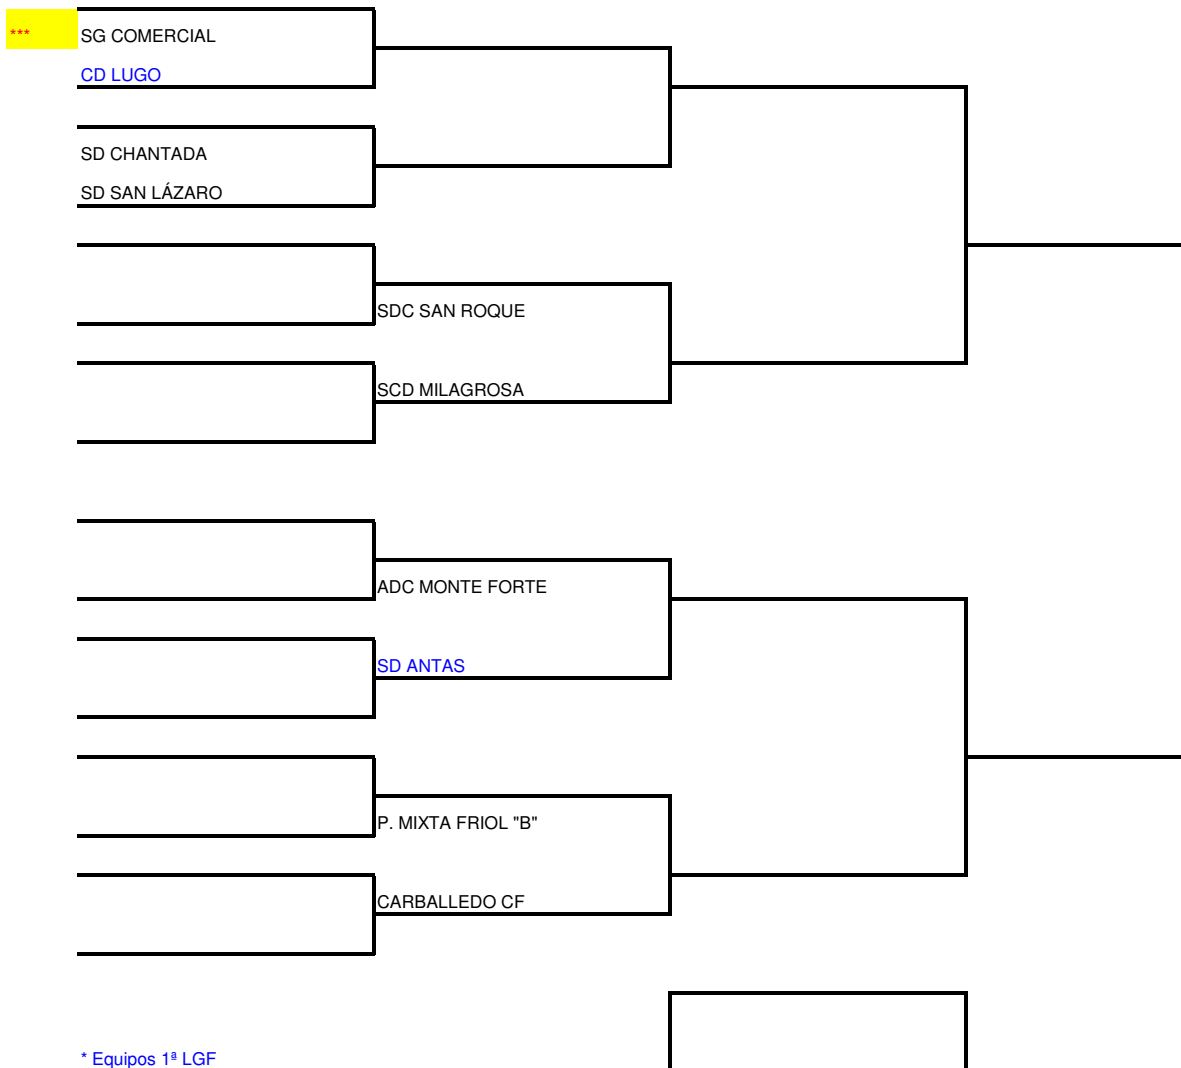 *** SG COMERCIAL
CD LUGO
SD CHANTADA
SD SAN LÁZARO
SDC SAN ROQUE
SCD MILAGROSA
ADC MONTE FORTE
SD ANTAS
P. MIXTA FRIOL "B"
CARBALLEDO CF
* Equipos 1ª LGF